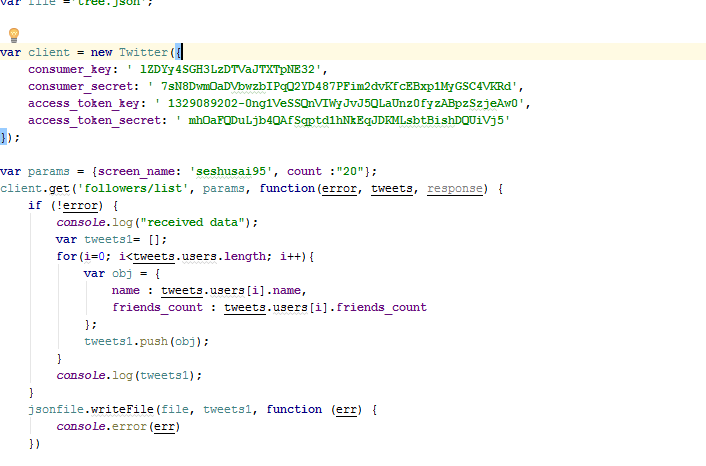 var file ='tree.json';
var client = new Twitter({
consumer_key: ' lZDYy4SGH3LzDTVaJTXTpNE32',
consumer_secret: ' 7sN8DwmOaDVbwzbIPqQ2YD487PFim2dvKfcEBxp1MyGSC4VKRd',
access_token_key: ' 1329089202-0ng1VeSSQnVIWyJvJ5QLaUnz0fyzABpzSzjeAw0',
access_token_secret: ' mhOaFQDuLjb4QAfSqptd1hNkEqJDKMLsbtBishDQUiVj5'
});
var params = {screen_name: 'seshusai95', count :"20"};
client.get('followers/list', params, function(error, tweets, response) {
if (!error) {
console.log("received data");
var tweets1= [];
for(i=0; i<tweets.users.length; i++){
var obj = {
name : tweets.users[i].name,
friends_count : tweets.users[i].friends_count
};
tweets1.push(obj);
}
console.log(tweets1);
}
jsonfile.writeFile(file, tweets1, function (err) {
console.error(err)
})